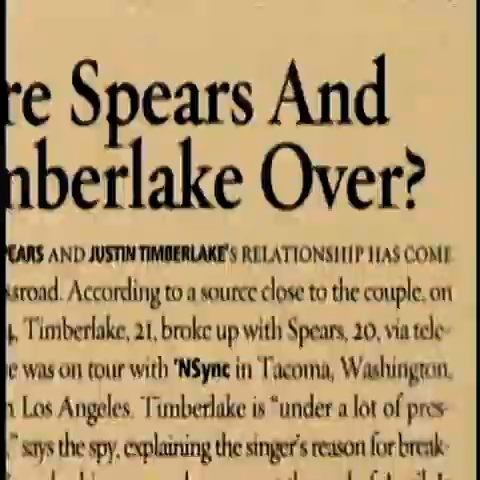 re Spears And
nberlake Over?
EARS AND JUSTIN TIMBERLAKE'S RELATIONSHIP HAS COME
sroad. According to a source close to the couple, on
, Timberlake, 21, broke up with Spears, 20, via tele-
e was on tour with 'NSync in Tacoma, Washington,
Los Angeles. Timberlake is "under a lot of pres-
," says the spy, explaining the singer's reason for break-